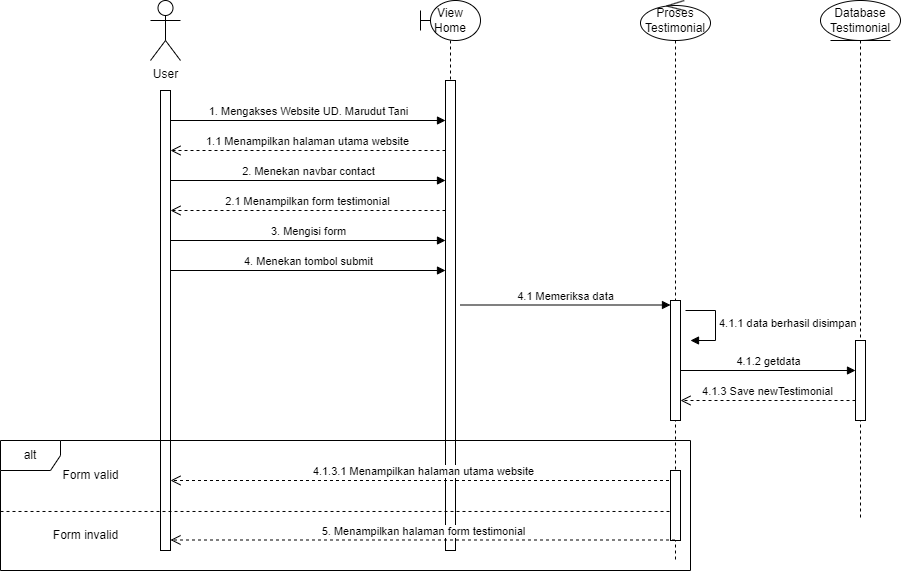 User
View
Home
Proses
Testimonial
Database
Testimonial
1. Mengakses Website UD. Marudut Tani
1.1 Menampilkan halaman utama website
2. Menekan navbar contact
2.1 Menampilkan form testimonial
3. Mengisi form
4. Menekan tombol submit
4.1 Memeriksa data
4.1.1 data berhasil disimpan
4.1.2 getdata
4.1.3 Save newTestimonial
alt
Form valid
4.1.3.1 Menampilkan halaman utama website
Form invalid
5. Menampilkan halaman form testimonial